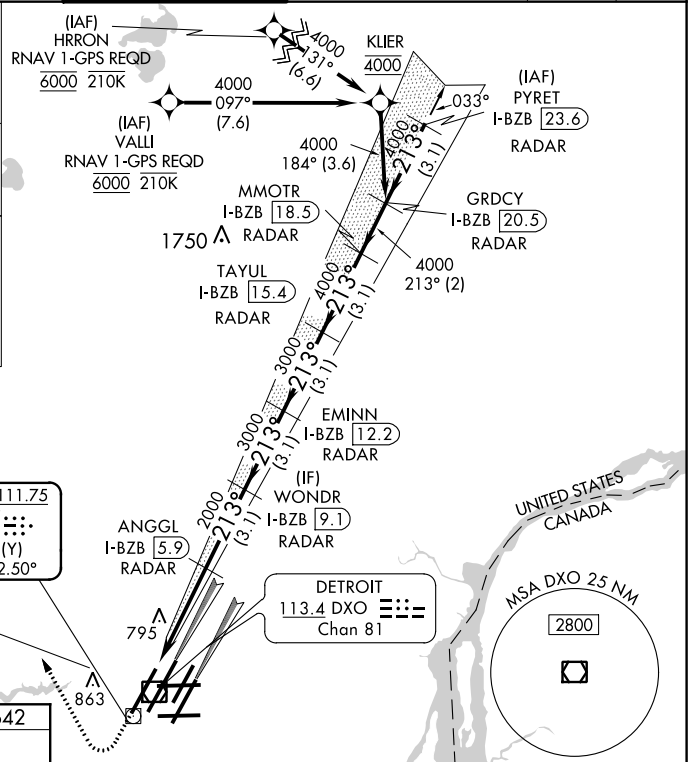 (IAF)
HRRON
RNAV 1-GPS REQD
6000 210K
4000
131°
(6.6)
KLIER
4000
(IAF)
PYRET
I-BZB 23.6
RADAR
033°
4000
097°
(7.6)
(IAF)
VALLI
RNAV 1-GPS REQD
6000 210K
4000
184° (3.6)
4000
213°
(3.1)
MMOTR
I-BZB 18.5
RADAR
GRDCY
I-BZB 20.5
RADAR
1750
4000
213° (2)
TAYUL
I-BZB 15.4
RADAR
4000
213°
(3.1)
3000
213°
(3.1)
EMINN
I-BZB 12.2
RADAR
3000
213°
(3.1)
(IF)
WONDR
I-BZB 9.1
RADAR
2000
213°
(3.1)
ANGGL
I-BZB 5.9
RADAR
111.75
(Y)
2.50°
UNITED STATES
CANADA
DETROIT
113.4 DXO
Chan 81
MSA DXO 25 NM
2800
795
863
642